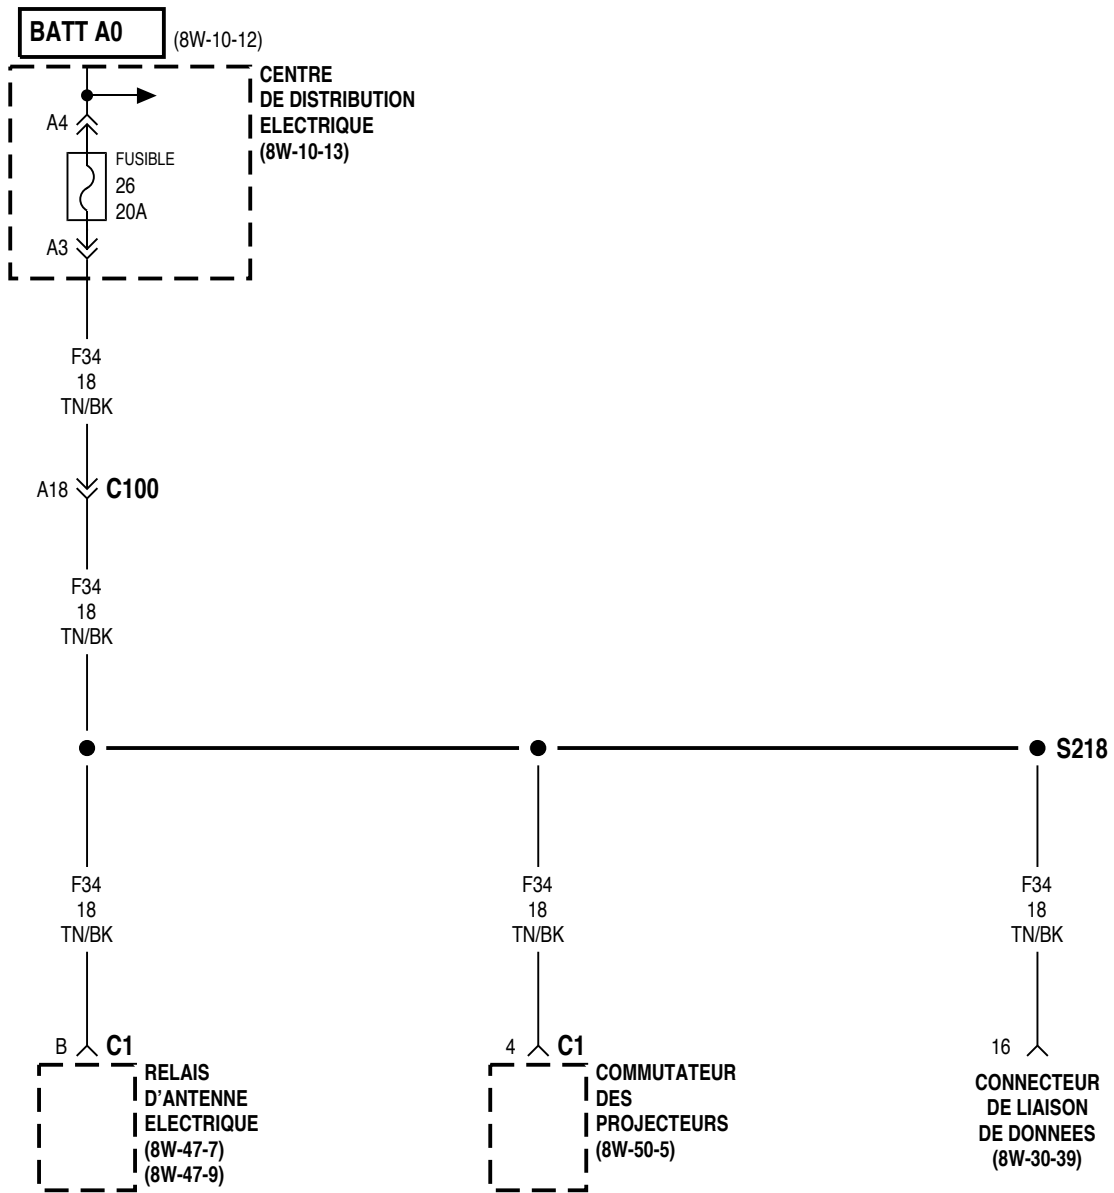 BATT A0
(8W-10-12)
CENTRE
DE DISTRIBUTION
ELECTRIQUE
(8W-10-13)
A4
FUSIBLE
26
20A
A3
F34
18
TN/BK
A18
C100
F34
18
TN/BK
S218
F34
18
TN/BK
F34
18
TN/BK
F34
18
TN/BK
B
C1
RELAIS
D'ANTENNE
ELECTRIQUE
(8W-47-7)
(8W-47-9)
4
C1
COMMUTATEUR
DES
PROJECTEURS
(8W-50-5)
16
CONNECTEUR
DE LIAISON
DE DONNEES
(8W-30-39)